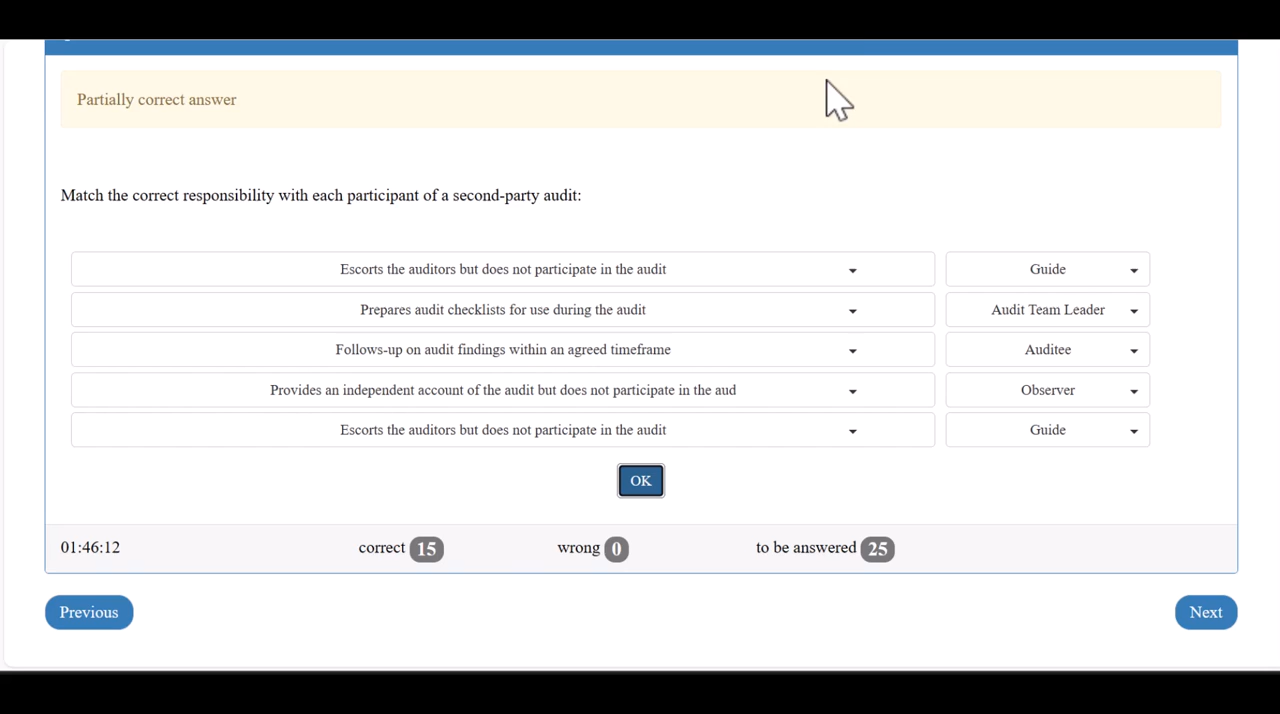 Partially correct answer
Match the correct responsibility with each participant of a second-party audit:
Escorts the auditors but does not participate in the audit Guide
Prepares audit checklists for use during the audit Audit Team Leader
Follows-up on audit findings within an agreed timeframe Auditee
Provides an independent account of the audit but does not participate in the aud Observer
Escorts the auditors but does not participate in the audit Guide
OK
01:46:12 correct 15 wrong 0 to be answered 25
Previous Next